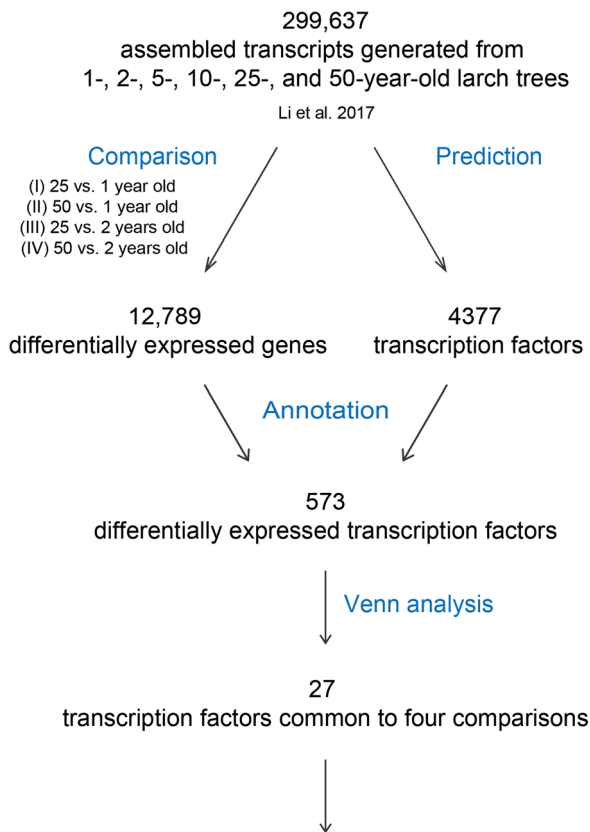 299,637
assembled transcripts generated from
1-, 2-, 5-, 10-, 25-, and 50-year-old larch trees
Li et al. 2017
Comparison
Prediction
(I) 25 vs. 1 year old
(II) 50 vs. 1 year old
(III) 25 vs. 2 years old
(IV) 50 vs. 2 years old
12,789
differentially expressed genes
4377
transcription factors
Annotation
573
differentially expressed transcription factors
Venn analysis
27
transcription factors common to four comparisons